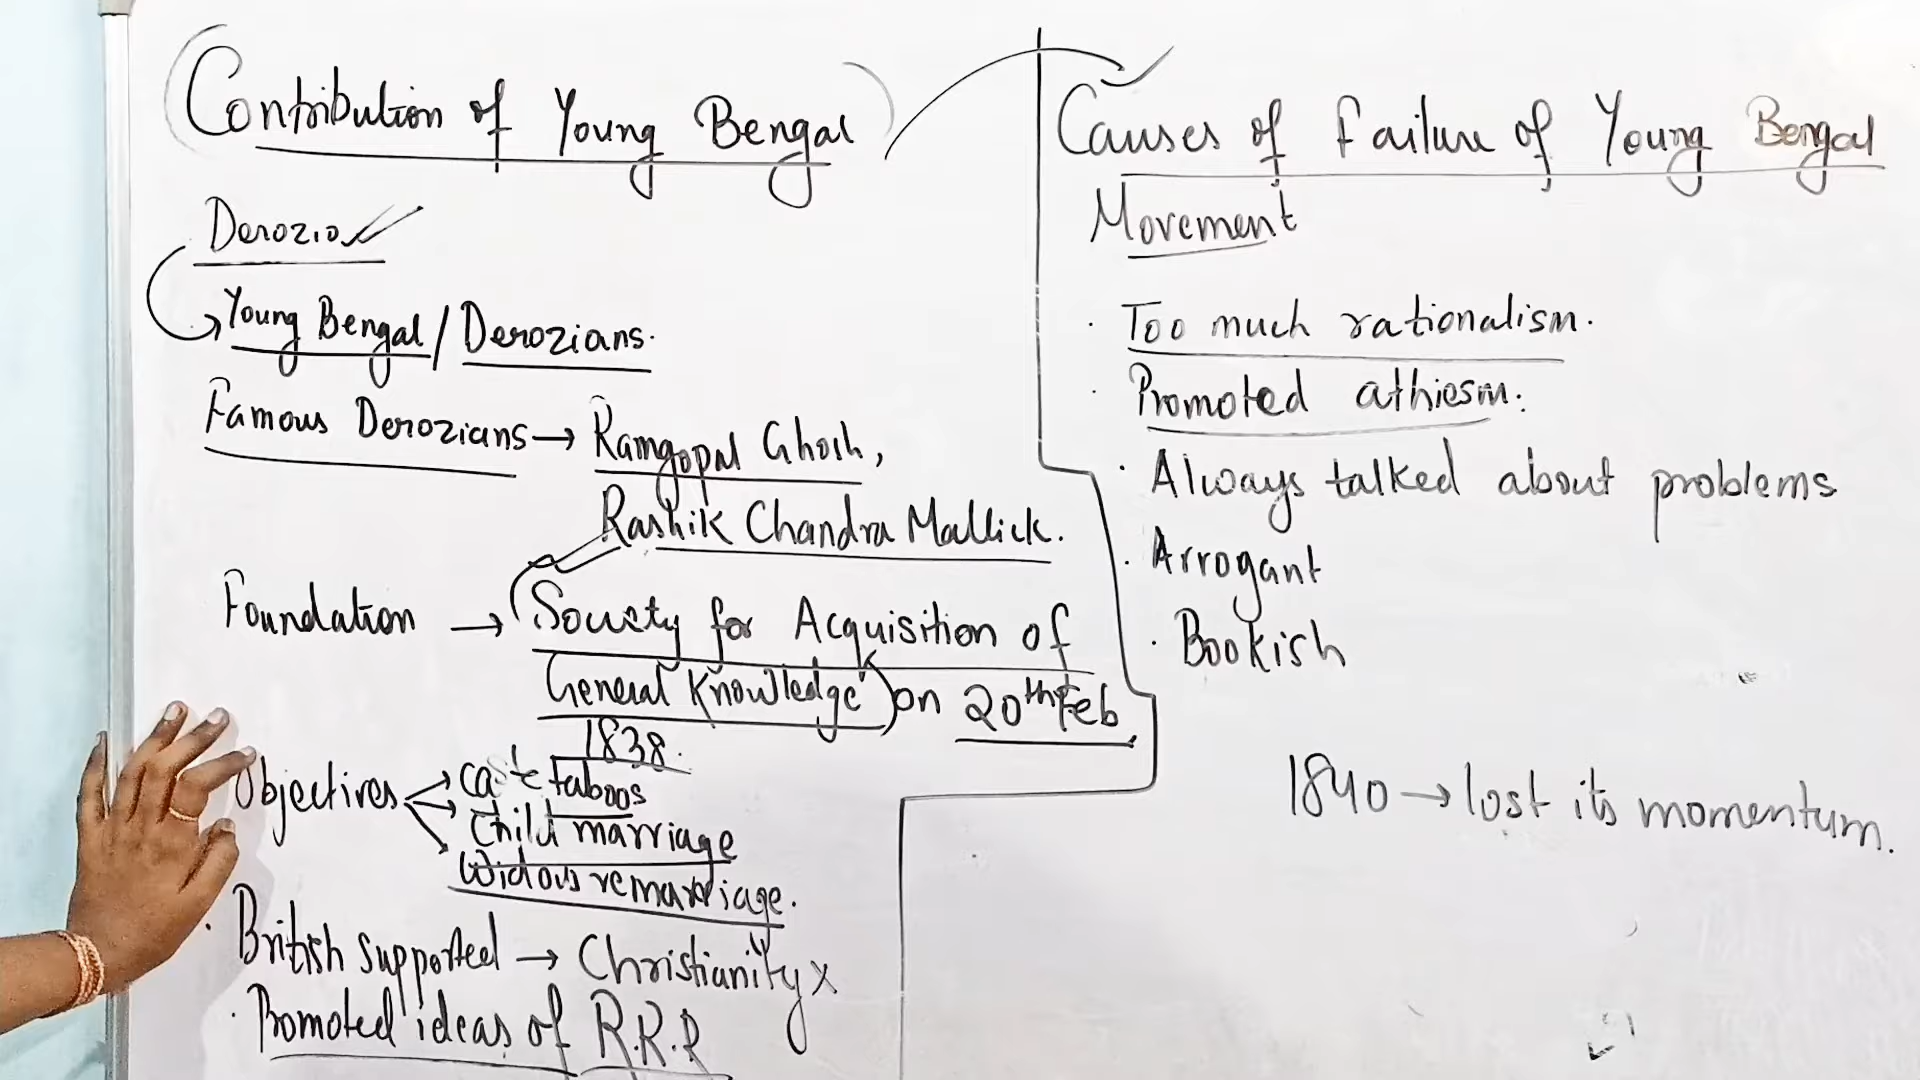 Contribution of Young Bengal
Derozio
Young Bengal / Derozians.
Famous Derozians → Ramgopal Ghosh,
Rashik Chandra Mallick.
Foundation → (Society for Acquisition of
General Knowledge) on 20th Feb
1838.
Objectives → caste taboos
→ Child marriage
→ Widow remarriage.
· British supported → Christianity x
· Promoted ideas of R.R.R
Causes of Failure of Young Bengal
Movement
· Too much rationalism.
· Promoted athiesm.
· Always talked about problems
· Arrogant
· Bookish
1840 → lost its momentum.